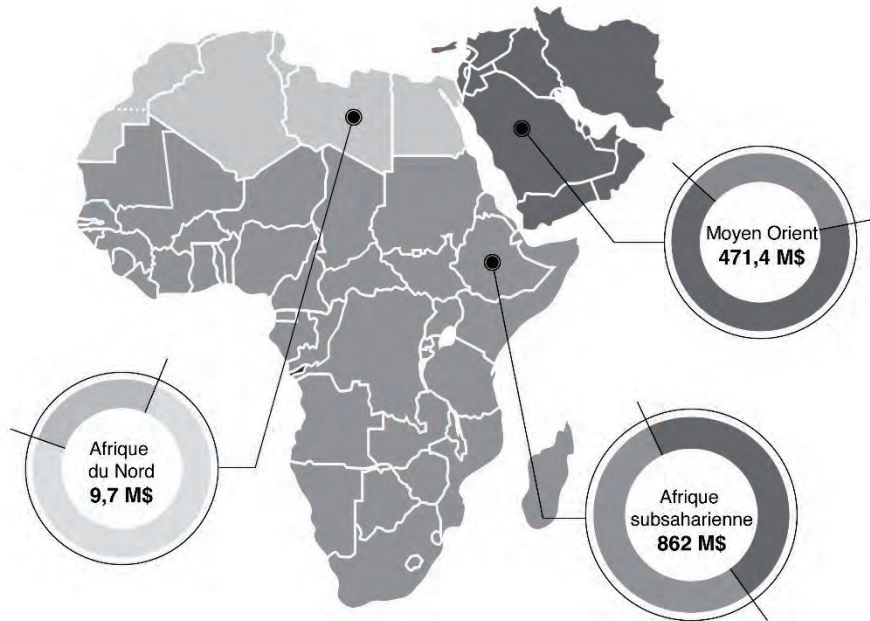 Moyen Orient
471,4 M$
Afrique
du Nord
9,7 M$
Afrique
subsaharienne
862 M$